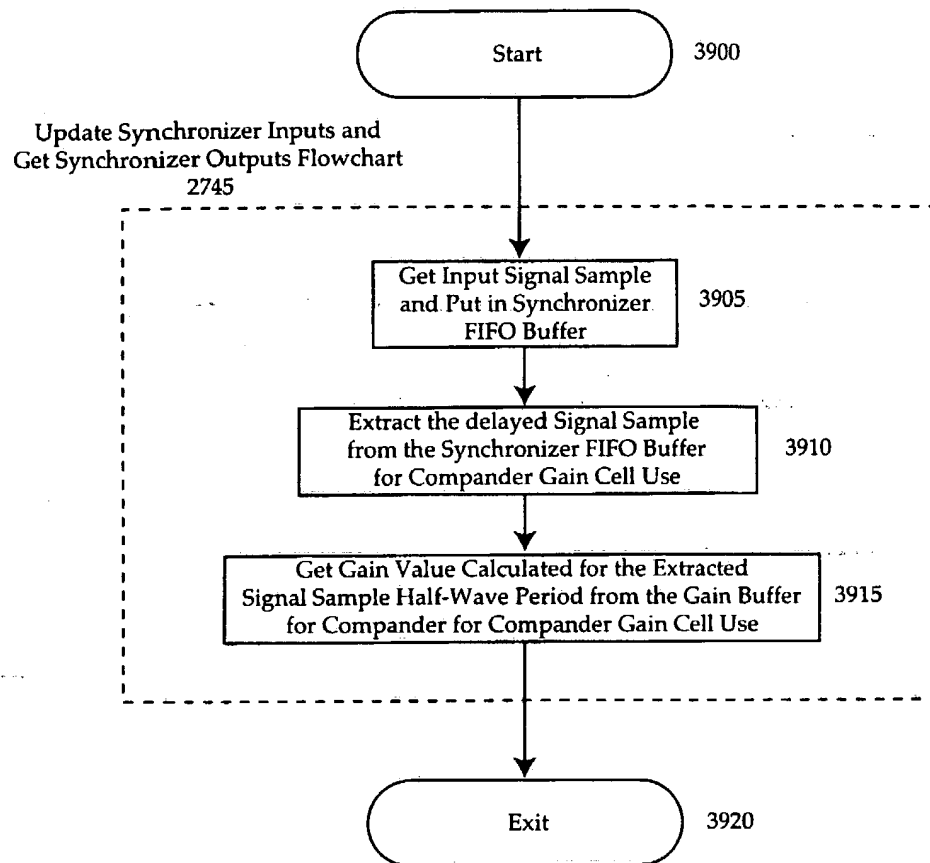 Start
3900
Update Synchronizer Inputs and
Get Synchronizer Outputs Flowchart
2745
Get Input Signal Sample
and Put in Synchronizer
FIFO Buffer
3905
Extract the delayed Signal Sample
from the Synchronizer FIFO Buffer
for Compander Gain Cell Use
3910
Get Gain Value Calculated for the Extracted
Signal Sample Half-Wave Period from the Gain Buffer
for Compander for Compander Gain Cell Use
3915
Exit
3920